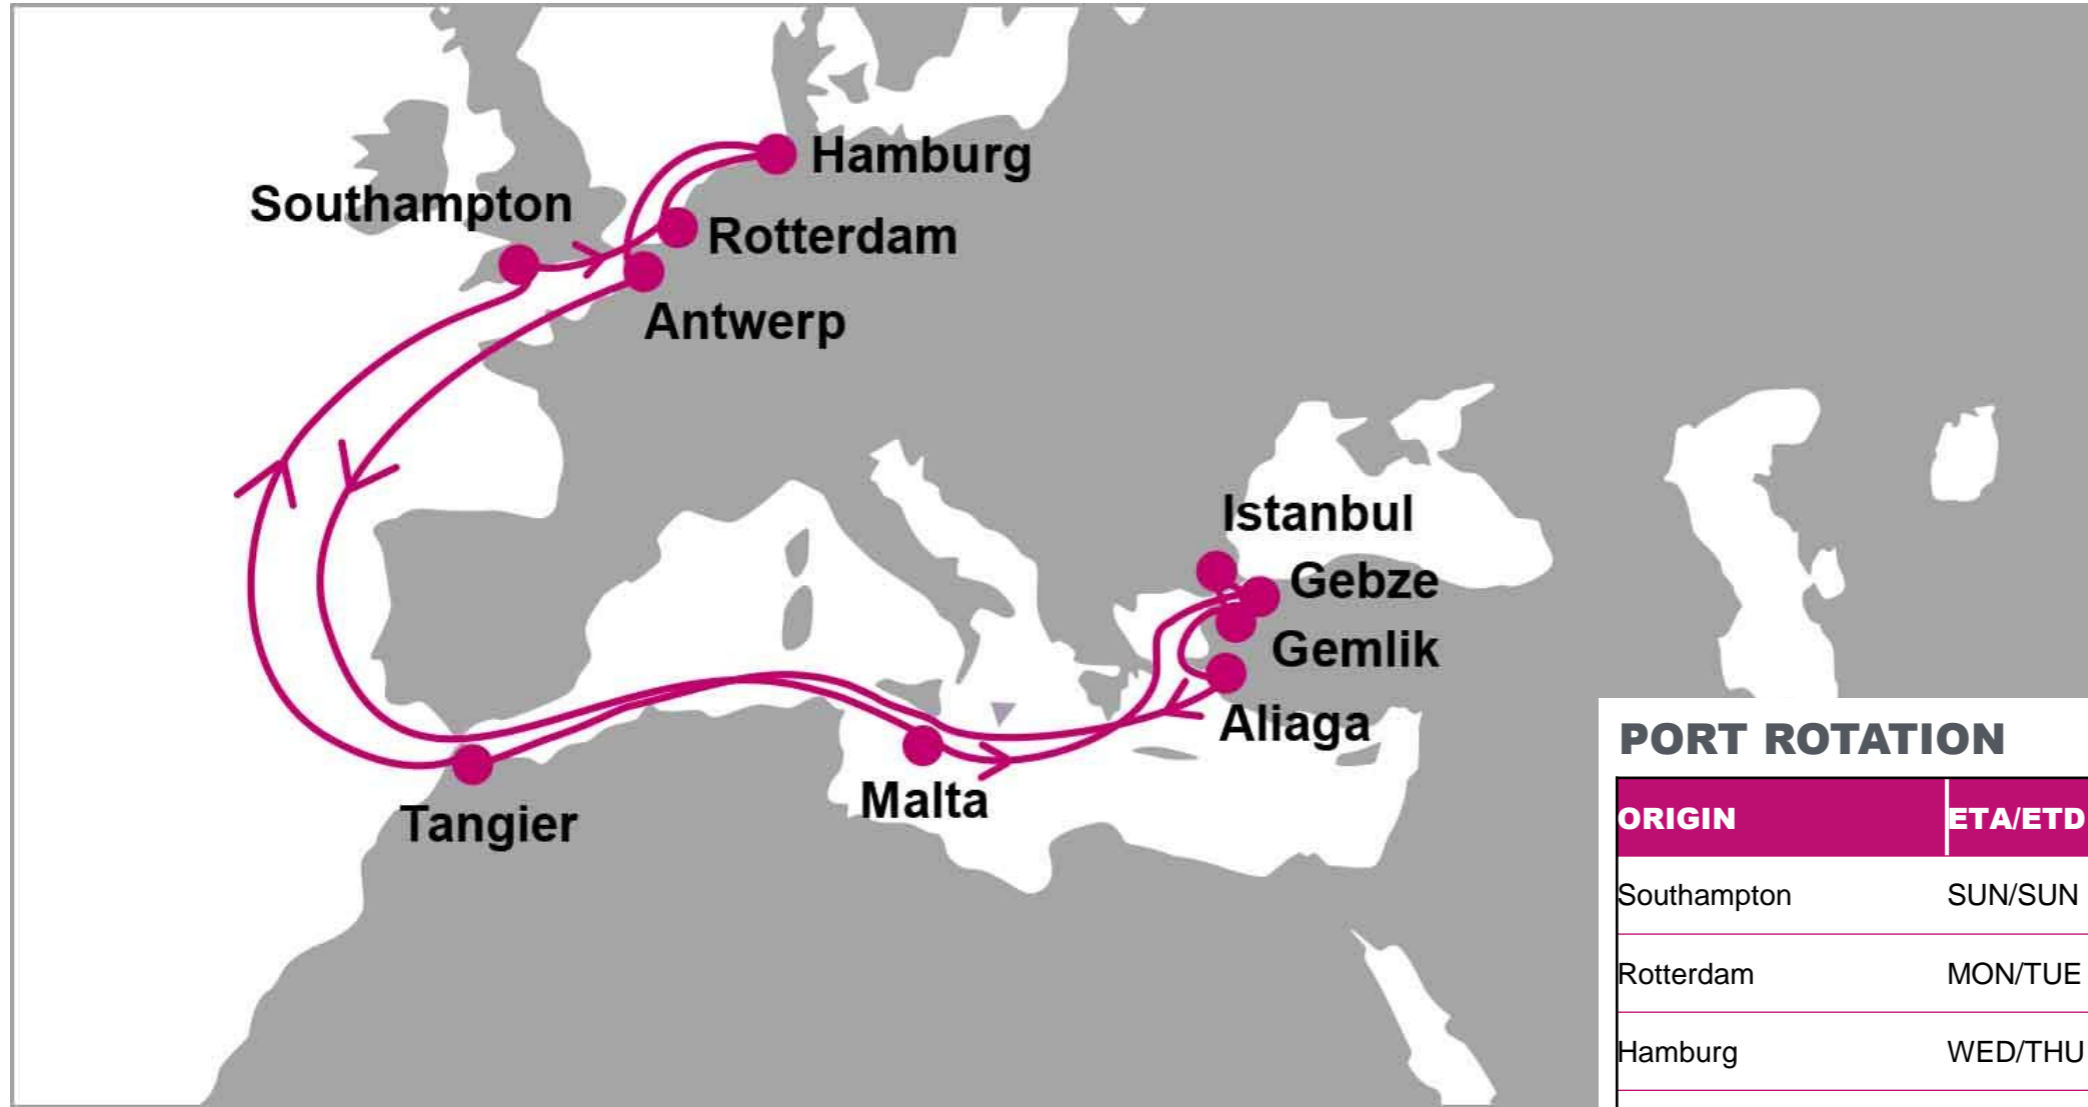 Hamburg
Southampton
Rotterdam
Antwerp
Istanbul
Gebze
Gemlik
Aliaga
Malta
Tangier
PORT ROTATION
ORIGIN ETA/ETD
Southampton SUN/SUN
Rotterdam MON/TUE
Hamburg WED/THU